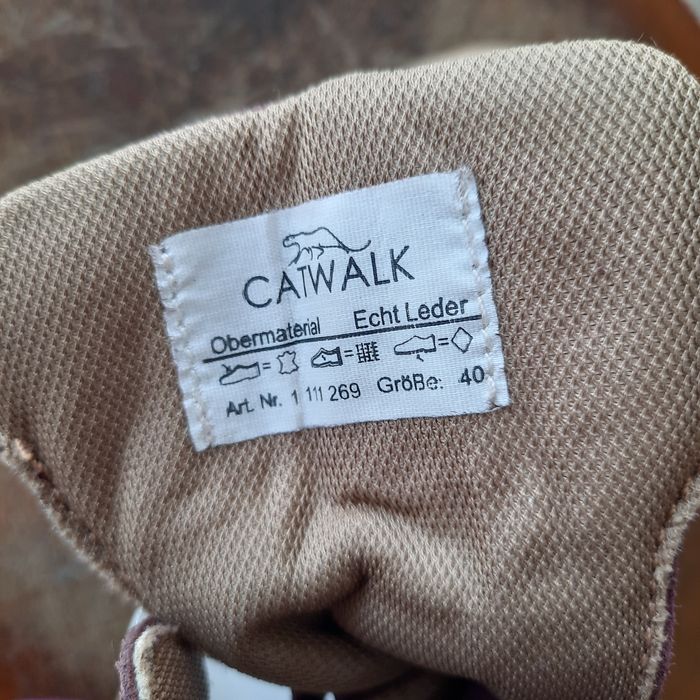 CATWALK
Obermaterial Echt Leder
= = =
Art. Nr. 1 111 269 Größe: 40